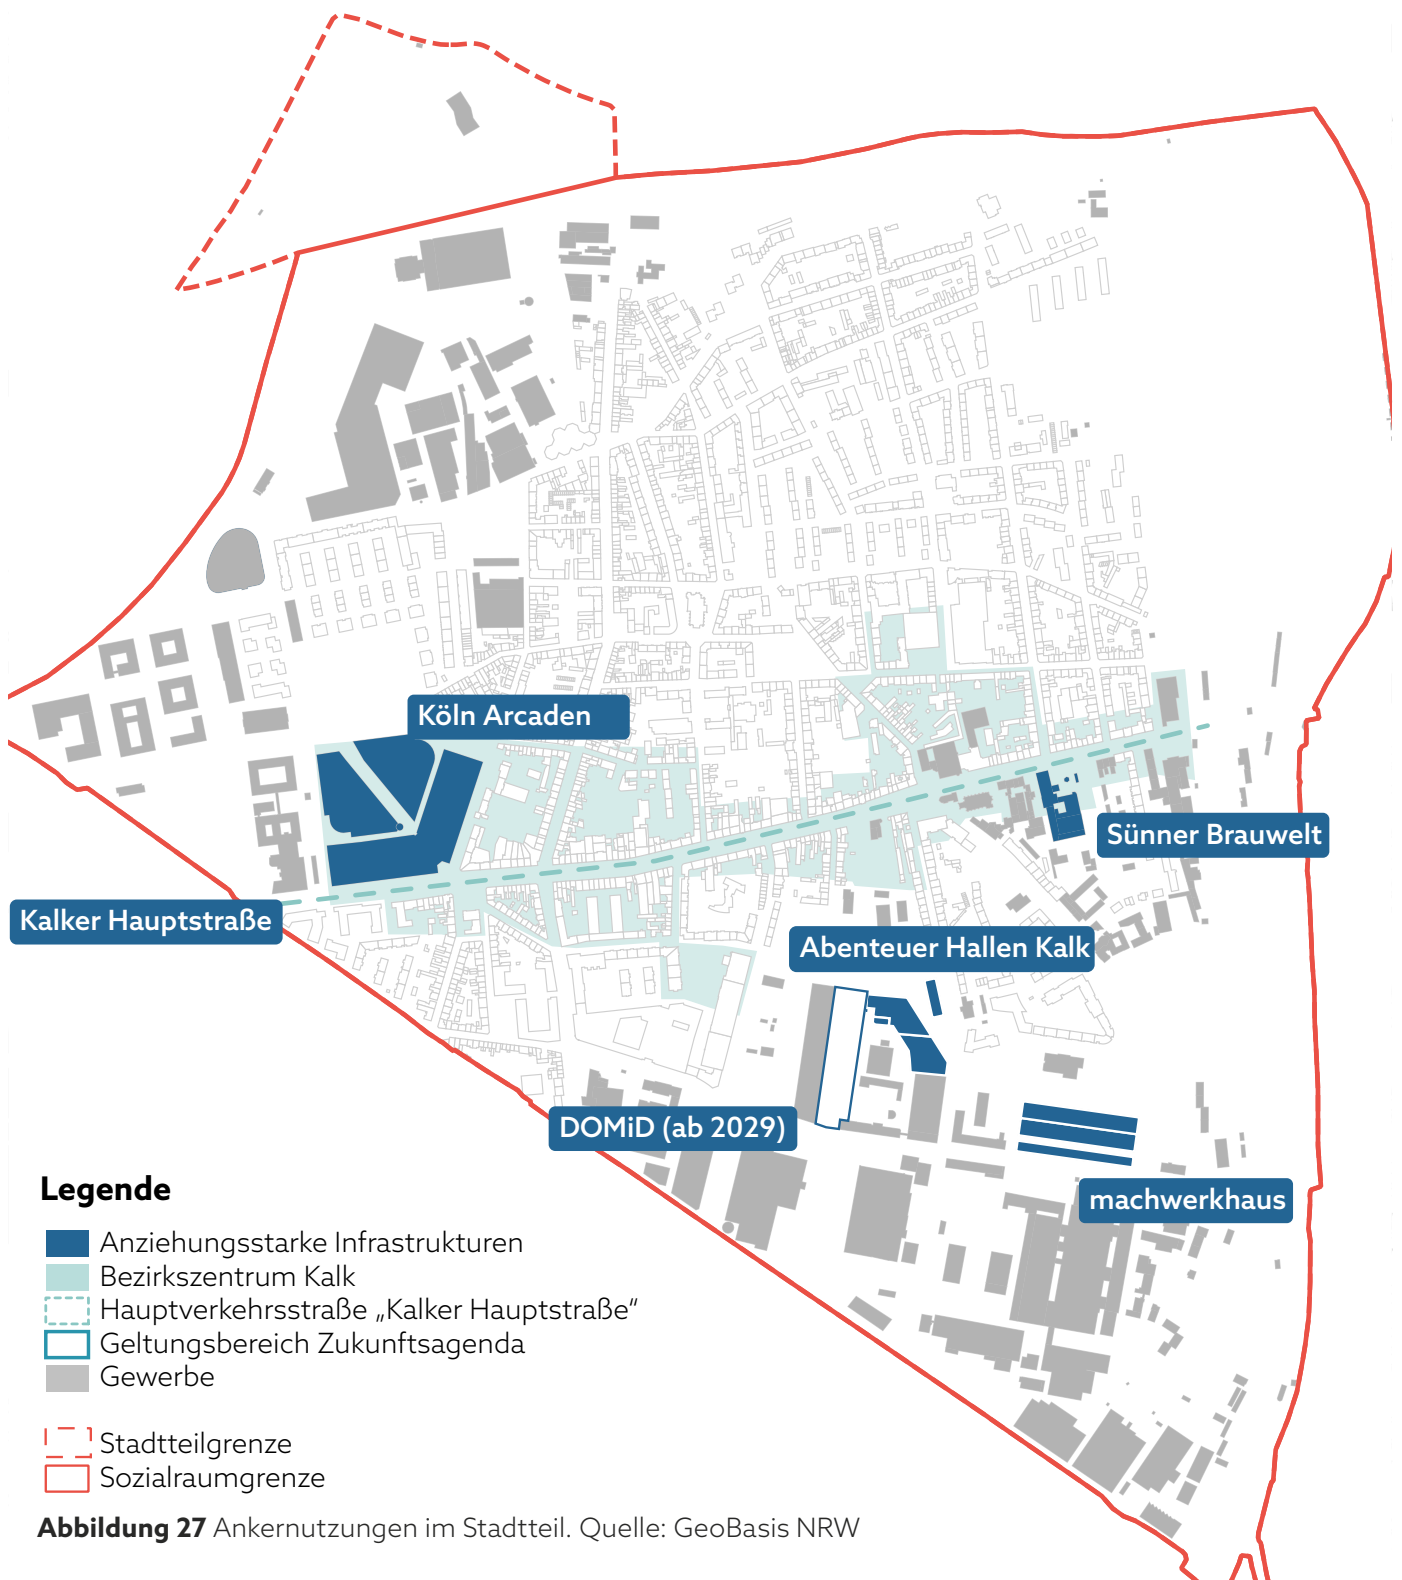 Köln Arcaden
Sünner Brauwelt
Kalker Hauptstraße
Abenteuer Hallen Kalk
DOMiD (ab 2029)
machwerkhaus
Legende
Anziehungsstarke Infrastrukturen
Bezirkszentrum Kalk
Hauptverkehrsstraße „Kalker Hauptstraße“
Geltungsbereich Zukunftsagenda
Gewerbe
Stadtteilgrenze
Sozialraumgrenze
Abbildung 27 Ankernutzungen im Stadtteil. Quelle: GeoBasis NRW